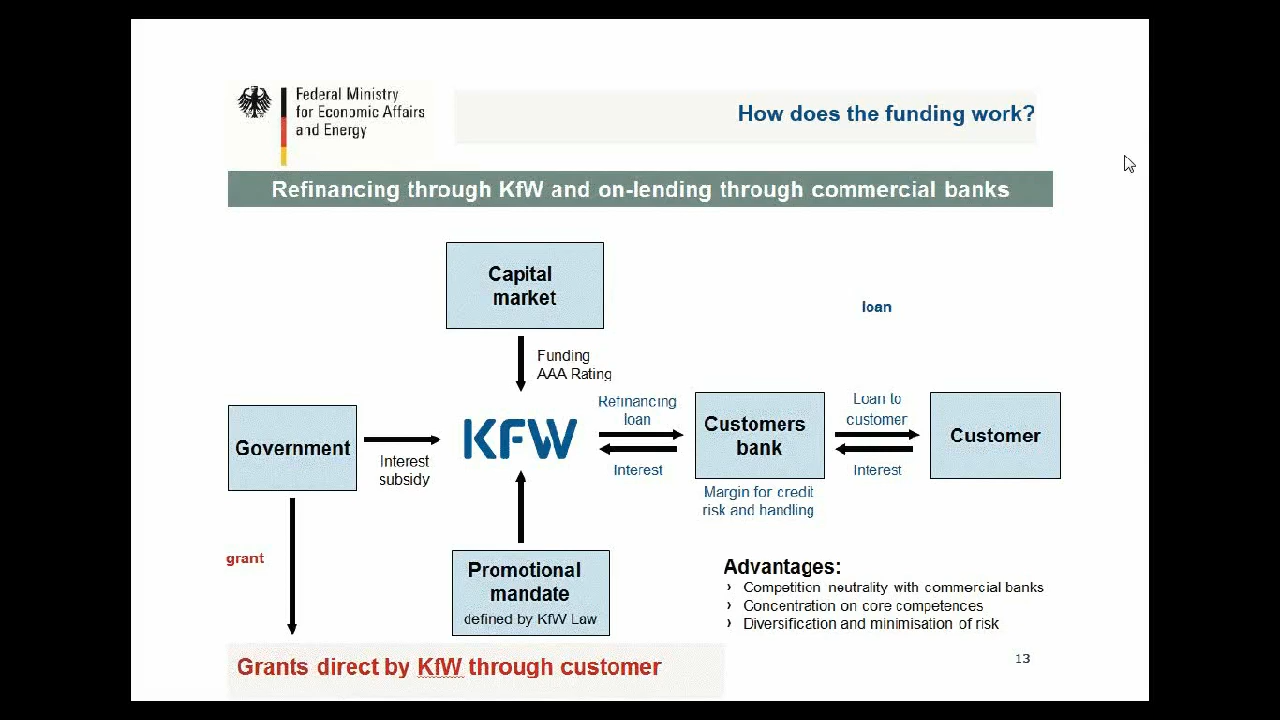 Federal Ministry
for Economic Affairs
and Energy
How does the funding work?
Refinancing through KfW and on-lending through commercial banks
Capital
market
loan
Funding
AAA Rating
Government
Interest
subsidy
KFW
Refinancing
loan
Interest
Customers
bank
Margin for credit
risk and handling
Loan to
customer
Interest
Customer
grant
Promotional
mandate
defined by KfW Law
Advantages:
› Competition neutrality with commercial banks
› Concentration on core competences
› Diversification and minimisation of risk
Grants direct by KfW through customer
13